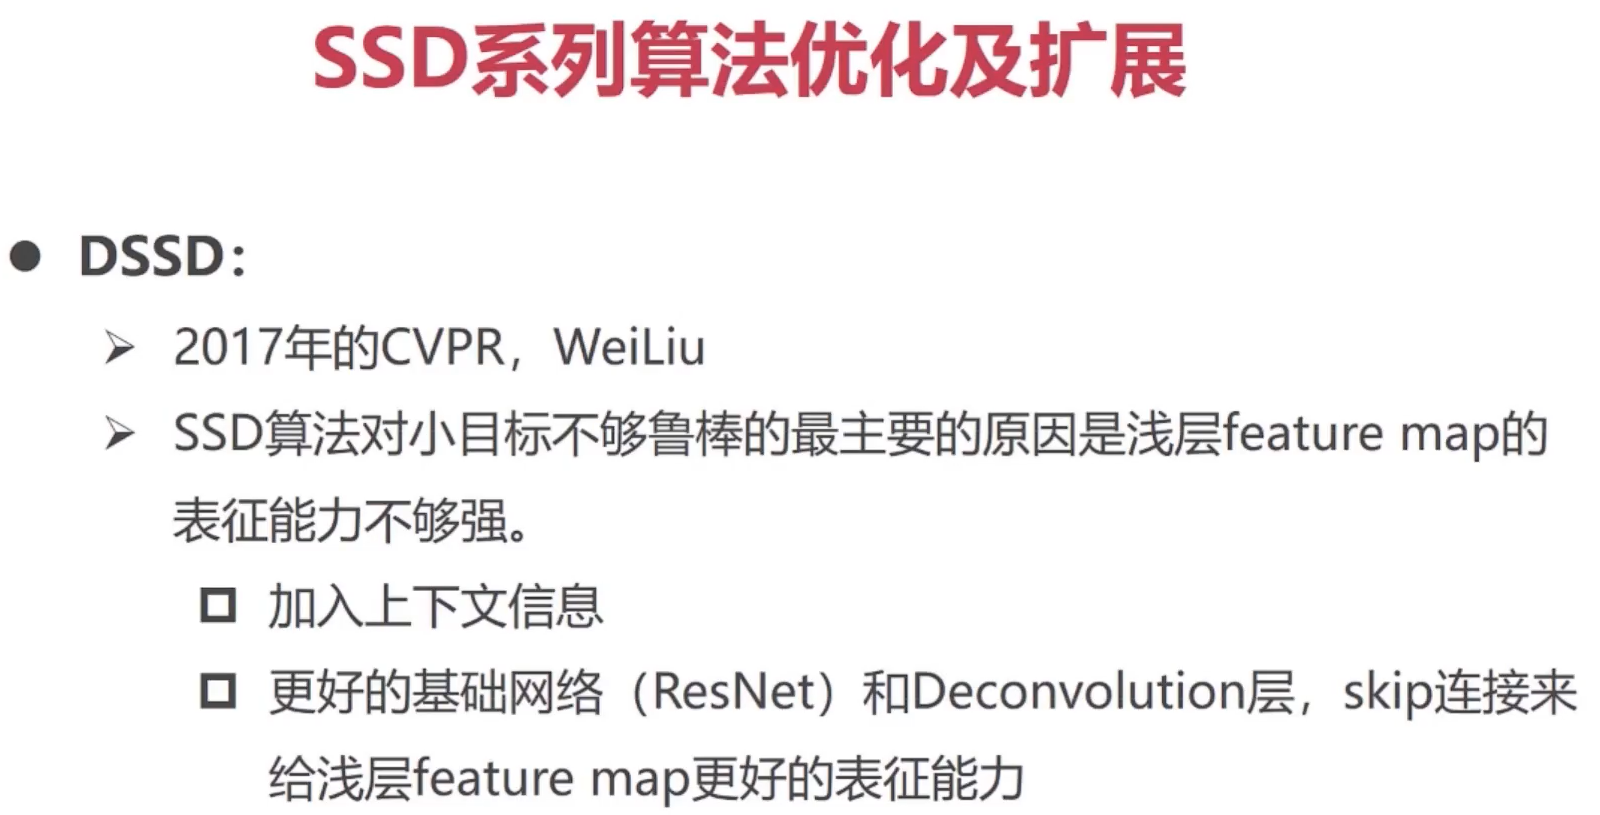 SSD系列算法优化及扩展
● DSSD：
➢ 2017年的CVPR，WeiLiu
➢ SSD算法对小目标不够鲁棒的最主要的原因是浅层feature map的
表征能力不够强。
□ 加入上下文信息
□ 更好的基础网络（ResNet）和Deconvolution层，skip连接来
给浅层feature map更好的表征能力